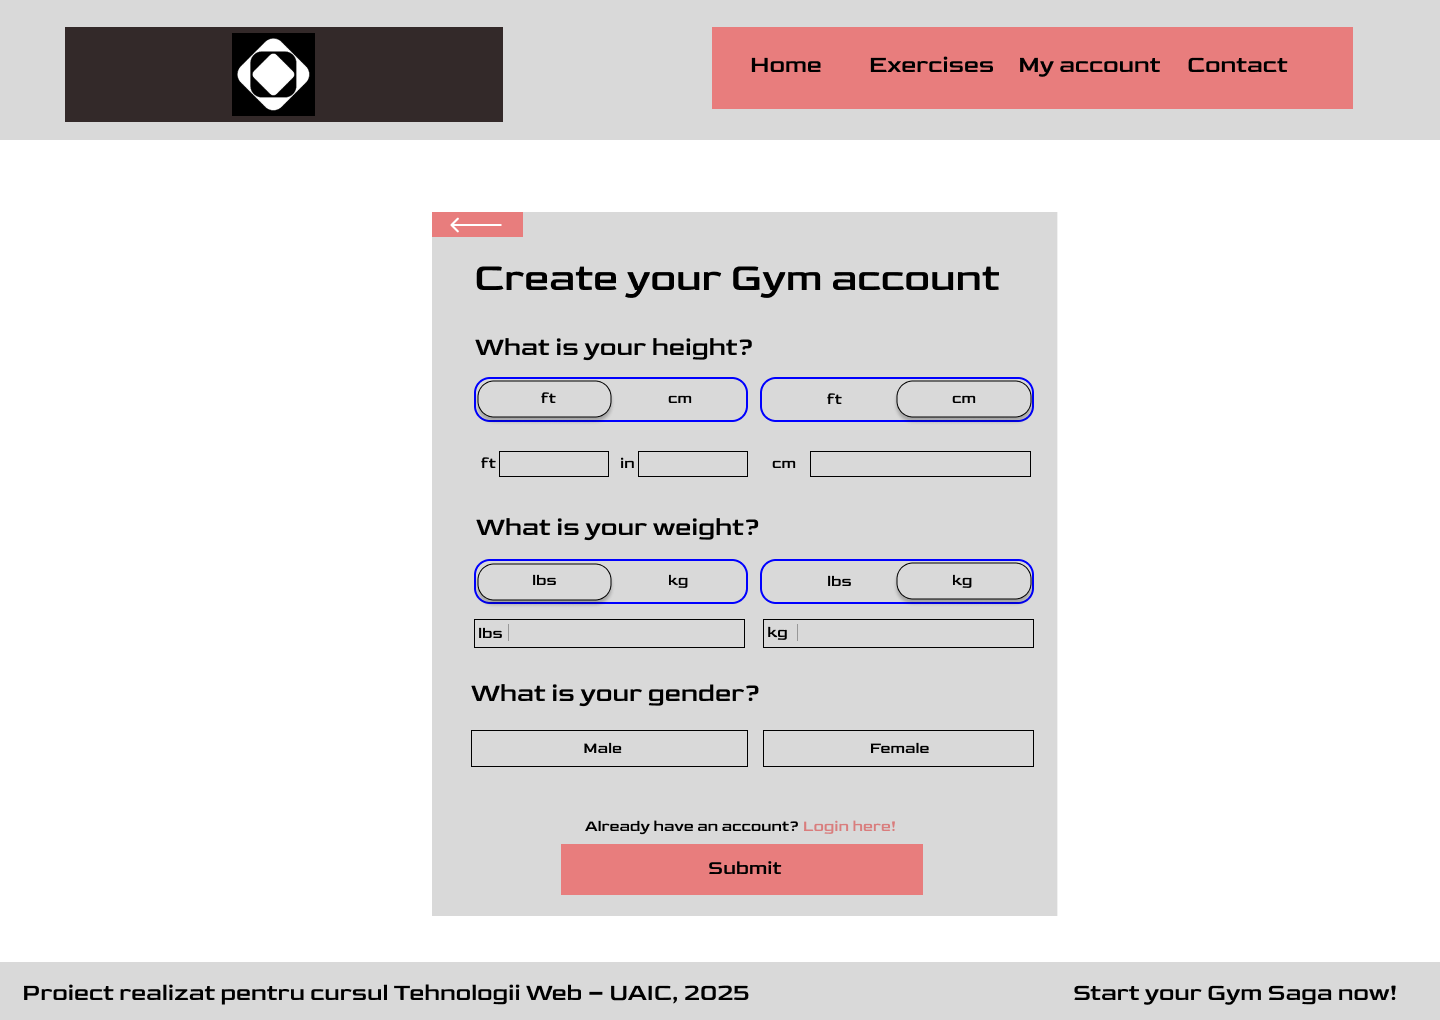 Home Exercises My account Contact
Create your Gym account
What is your height?
ft cm ft cm
ft in cm
What is your weight?
lbs kg lbs kg
lbs kg
What is your gender?
Male Female
Already have an account? Login here!
Submit
Proiect realizat pentru cursul Tehnologii Web – UAIC, 2025
Start your Gym Saga now!